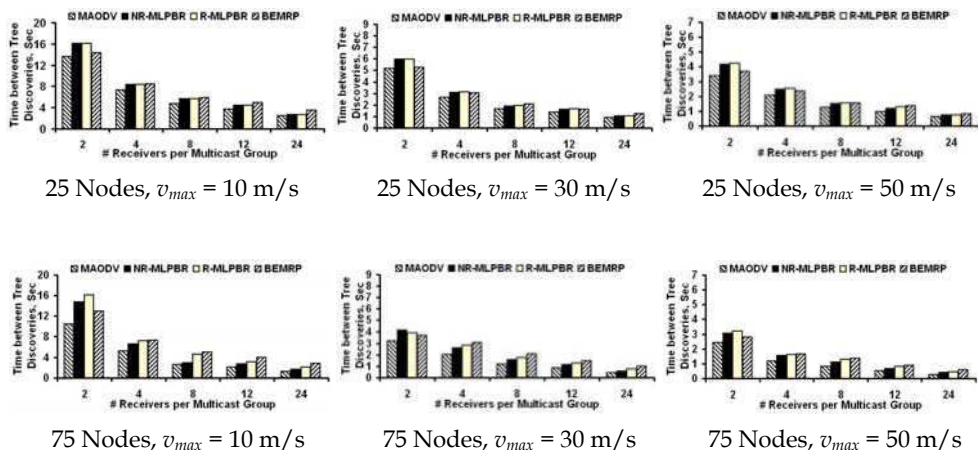 MAODV NR-MLPBR R-MLPBR BEMRP
Time between Tree
Discoveries, Sec
20
16
12
8
4
0
2 4 8 12 24
# Receivers per Multicast Group
25 Nodes, vmax = 10 m/s
MAODV NR-MLPBR R-MLPBR BEMRP
Time between Tree
Discoveries, Sec
9
8
7
6
5
4
3
2
1
0
2 4 8 12 24
# Receivers per Multicast Group
25 Nodes, vmax = 30 m/s
MAODV NR-MLPBR R-MLPBR BEMRP
Time between Tree
Discoveries, Sec
7
6
5
4
3
2
1
0
2 4 8 12 24
# Receivers per Multicast Group
25 Nodes, vmax = 50 m/s
MAODV NR-MLPBR R-MLPBR BEMRP
Time between Tree
Discoveries, Sec
20
16
12
8
4
0
2 4 8 12 24
# Receivers per Multicast Group
75 Nodes, vmax = 10 m/s
MAODV NR-MLPBR R-MLPBR BEMRP
Time between Tree
Discoveries, Sec
9
8
7
6
5
4
3
2
1
0
2 4 8 12 24
# Receivers per Multicast Group
75 Nodes, vmax = 30 m/s
MAODV NR-MLPBR R-MLPBR BEMRP
Time between Tree
Discoveries, Sec
7
6
5
4
3
2
1
0
2 4 8 12 24
# Receivers per Multicast Group
75 Nodes, vmax = 50 m/s